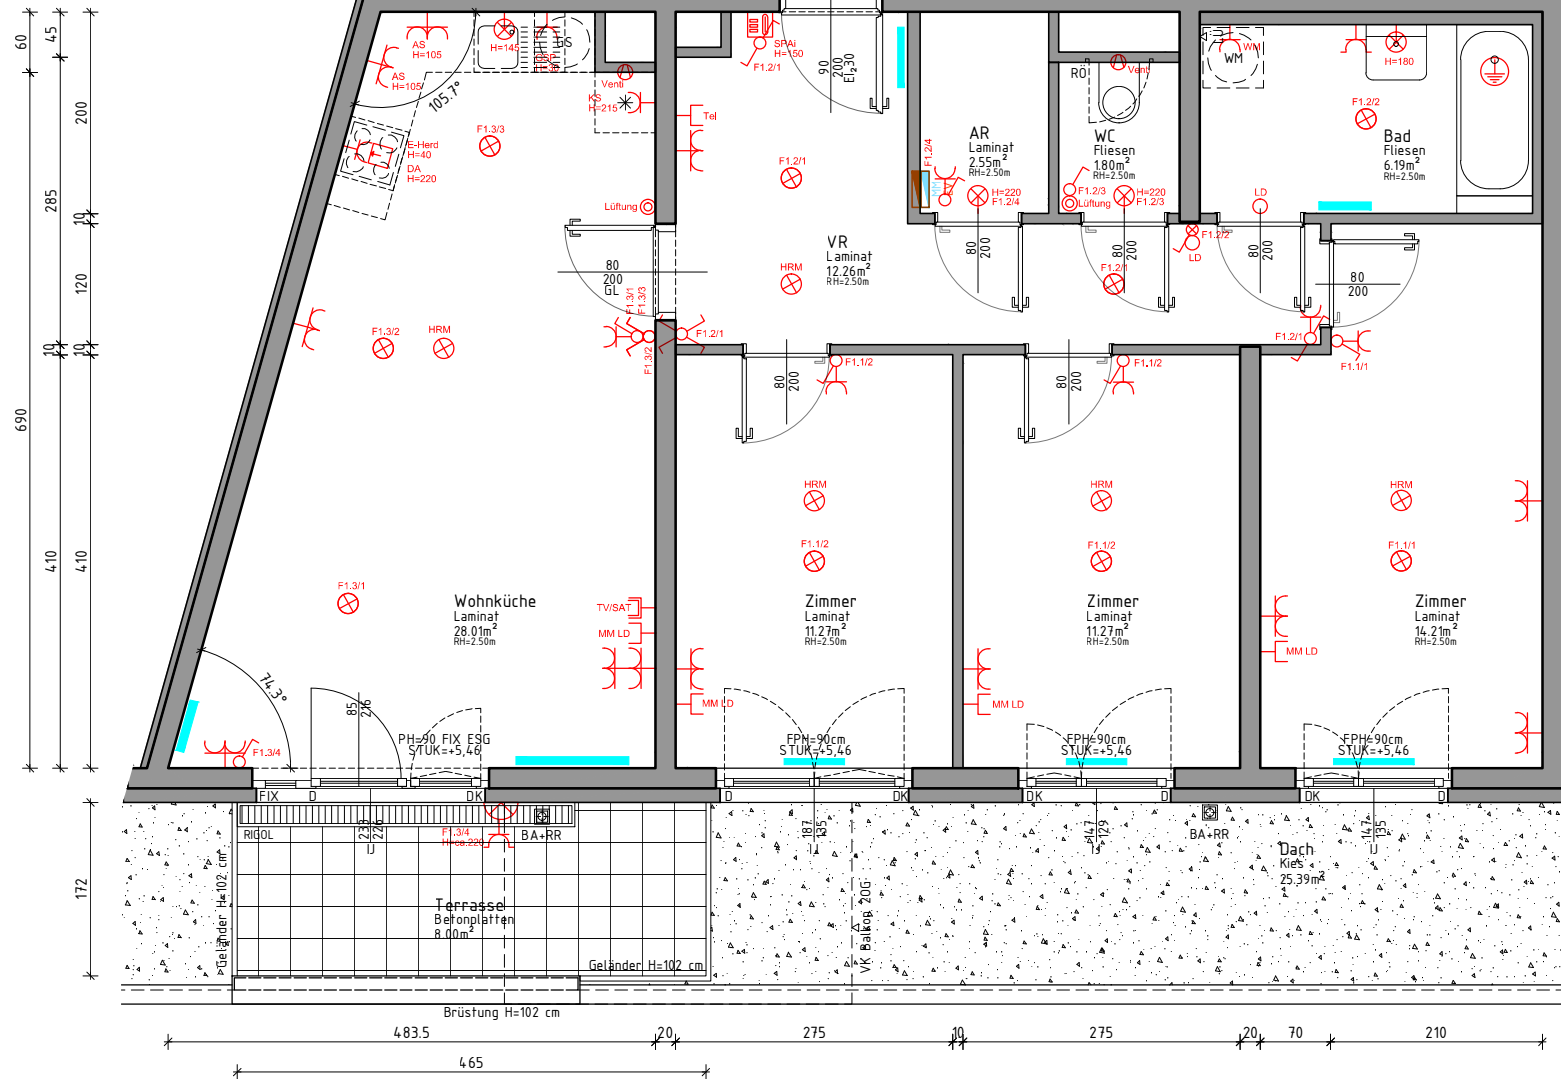 AS
H=105
AS
H=105
105.7°
H=145
GS
Venti
KS
H=215
F1.3/3
E-Herd
H=40
DA
H=220
Lüftung
Tel
SPAi
H=150
F1.2/1
90
200
EI₂30
F1.2/1
F1.2/4
AR
Laminat
2.55m²
RH=2.50m
H=220
F1.2/4
RÖ
Venti
WC
Fliesen
1.80m²
RH=2.50m
F1.2/3
Lüftung
H=220
F1.2/3
WM
WM
H=180
F1.2/2
Bad
Fliesen
6.19m²
RH=2.50m
LD
F1.2/2
LD
VR
Laminat
12.26m²
RH=2.50m
HRM
F1.2/1
80
200
80
200
80
200
80
200
80
200
GL
F1.3/1
F1.3/3
F1.3/2
F1.2/1
F1.3/2
HRM
80
200
F1.1/2
80
200
F1.1/2
F1.2/1
F1.1/1
HRM
F1.1/2
HRM
F1.1/2
HRM
F1.1/1
F1.3/1
Wohnküche
Laminat
28.01m²
RH=2.50m
TV/SAT
MM LD
Zimmer
Laminat
11.27m²
RH=2.50m
MM LD
Zimmer
Laminat
11.27m²
RH=2.50m
MM LD
Zimmer
Laminat
14.21m²
RH=2.50m
MM LD
74.3°
F1.3/4
85
216
PH=90 FIX ESG
STUK=+5,46
FPH=90cm
STUK=+5,46
FPH=90cm
STUK=+5,46
FPH=90cm
STUK=+5,46
FIX
D
DK
D
DK
DK
D
DK
D
RIGOL
233
226
IJ
F1.3/4
H=ca.220
BA+RR
187
135
IJ
147
129
IJ
BA+RR
147
135
IJ
Dach
Kies
25.39m²
Terrasse
Betonplatten
8.00m²
Geländer H=102 cm
Geländer H=102 cm
VK Balkon 2OG
Brüstung H=102 cm
60
690
45
285
10
410
200
10
120
10
410
172
483.5
20
275
10
275
20
70
210
465